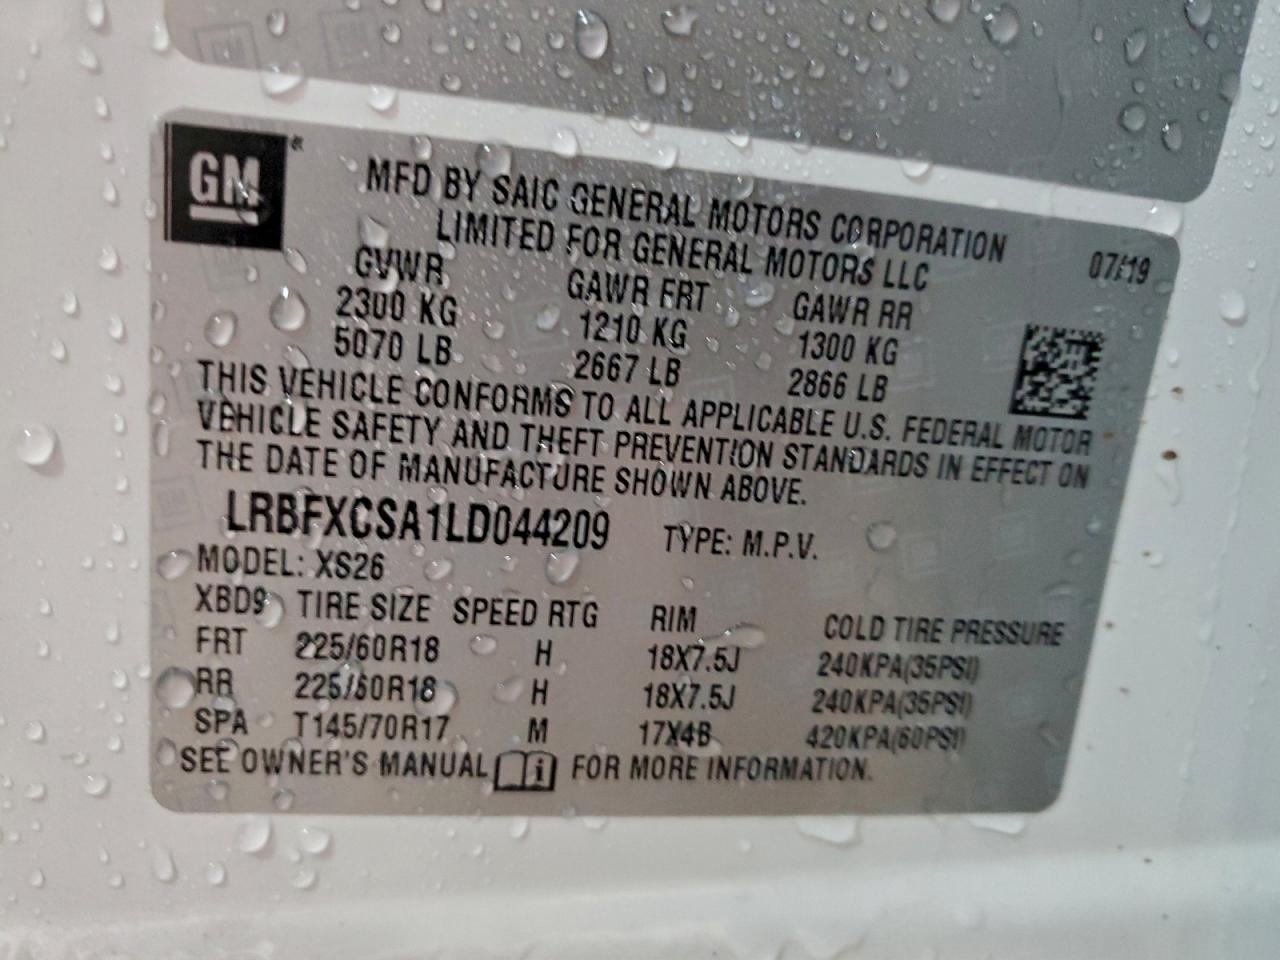 GM
MFD BY SAIC GENERAL MOTORS CORPORATION
LIMITED FOR GENERAL MOTORS LLC
07/19
GVWR GAWR FRT GAWR RR
2300 KG 1210 KG 1300 KG
5070 LB 2667 LB 2866 LB
THIS VEHICLE CONFORMS TO ALL APPLICABLE U.S. FEDERAL MOTOR
VEHICLE SAFETY AND THEFT PREVENTION STANDARDS IN EFFECT ON
THE DATE OF MANUFACTURE SHOWN ABOVE.
LRBFXCSA1LD044209 TYPE: M.P.V.
MODEL: XS26
XBD9 TIRE SIZE SPEED RTG RIM COLD TIRE PRESSURE
FRT 225/60R18 H 18X7.5J 240KPA(35PSI)
RR 225/60R18 H 18X7.5J 240KPA(35PSI)
SPA T145/70R17 M 17X4B 420KPA(60PSI)
SEE OWNER'S MANUAL i FOR MORE INFORMATION.